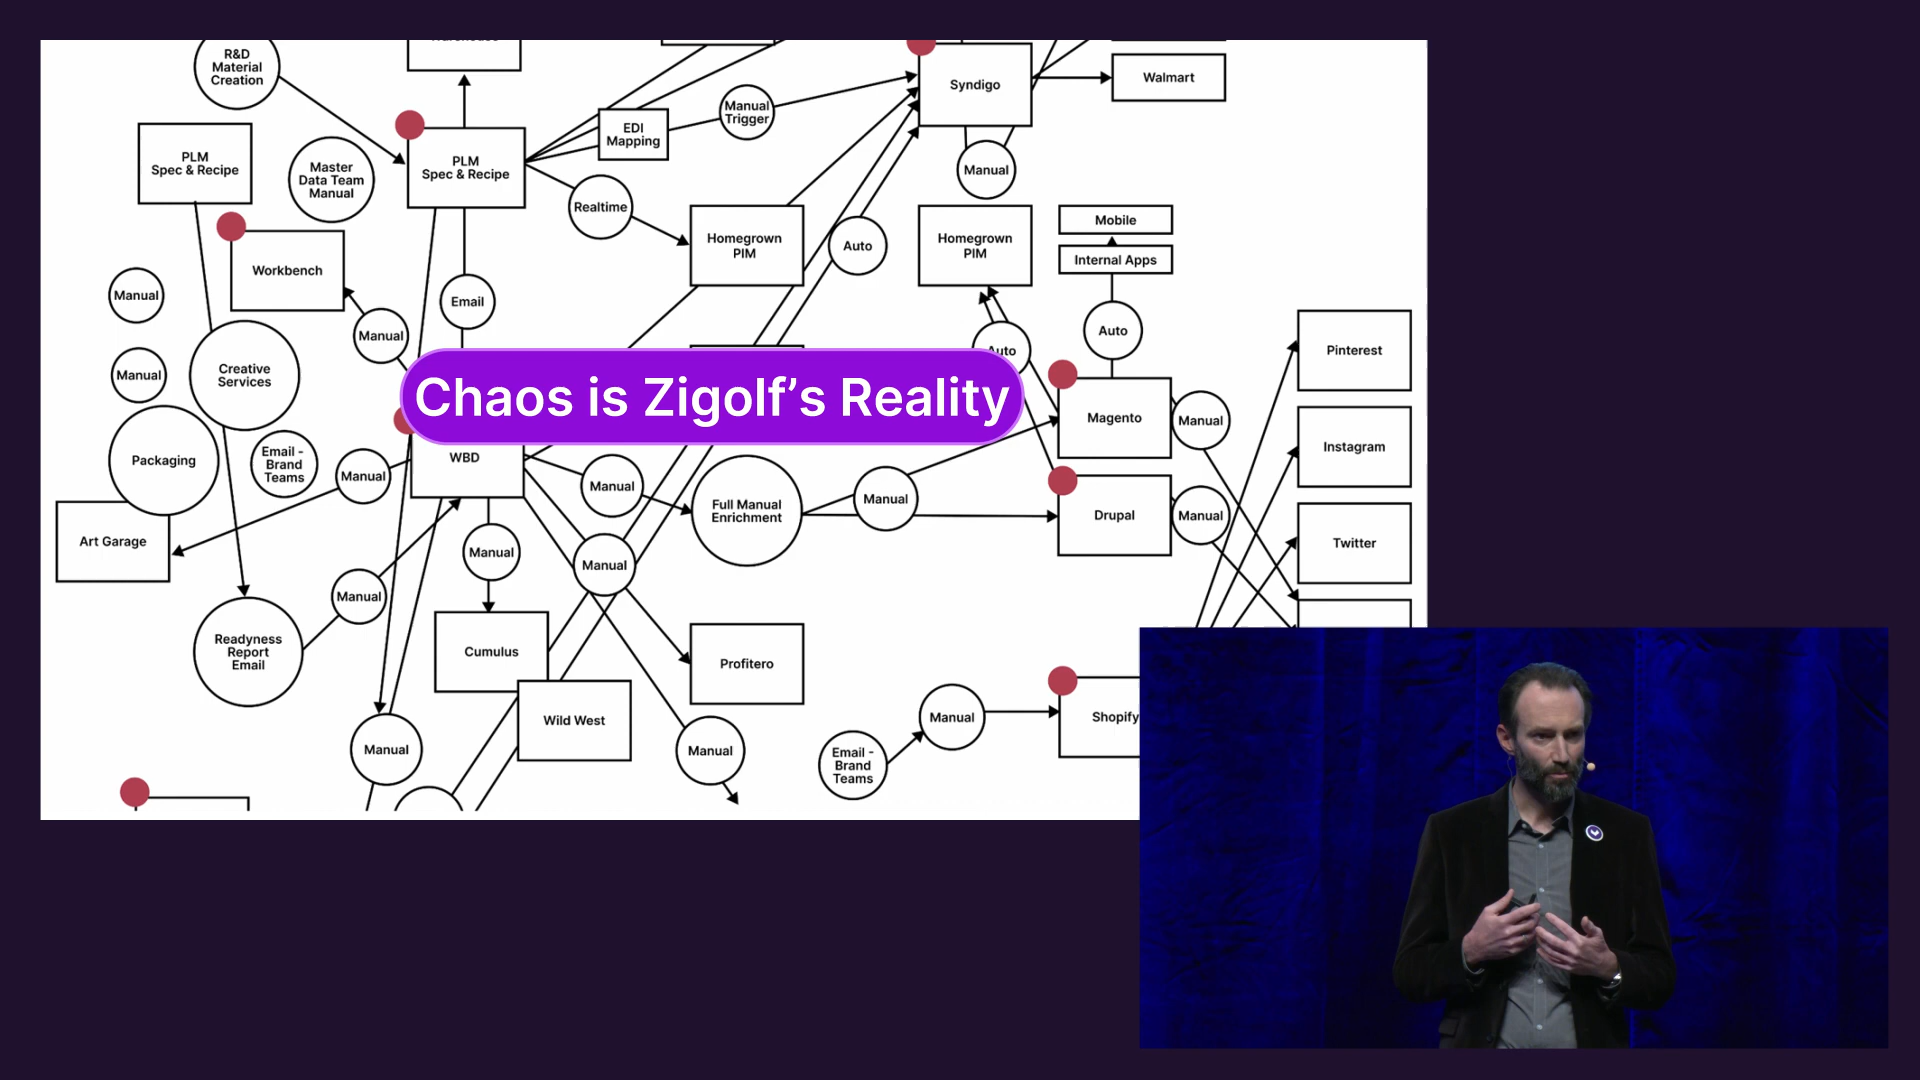 R&D
Material
Creation
Syndigo
Walmart
Manual
Trigger
EDI
Mapping
PLM
Spec & Recipe
Master
Data Team
Manual
PLM
Spec & Recipe
Manual
Realtime
Homegrown
PIM
Auto
Homegrown
PIM
Mobile
Internal Apps
Workbench
Manual
Email
Manual
Auto
Auto
Pinterest
Manual
Creative
Services
Chaos is Zigolf’s Reality
Magento
Manual
Instagram
Packaging
Email -
Brand
Teams
Manual
WBD
Manual
Full Manual
Enrichment
Manual
Drupal
Manual
Twitter
Art Garage
Manual
Manual
Manual
Readyness
Report
Email
Cumulus
Profitero
Wild West
Manual
Manual
Email -
Brand
Teams
Manual
Shopify